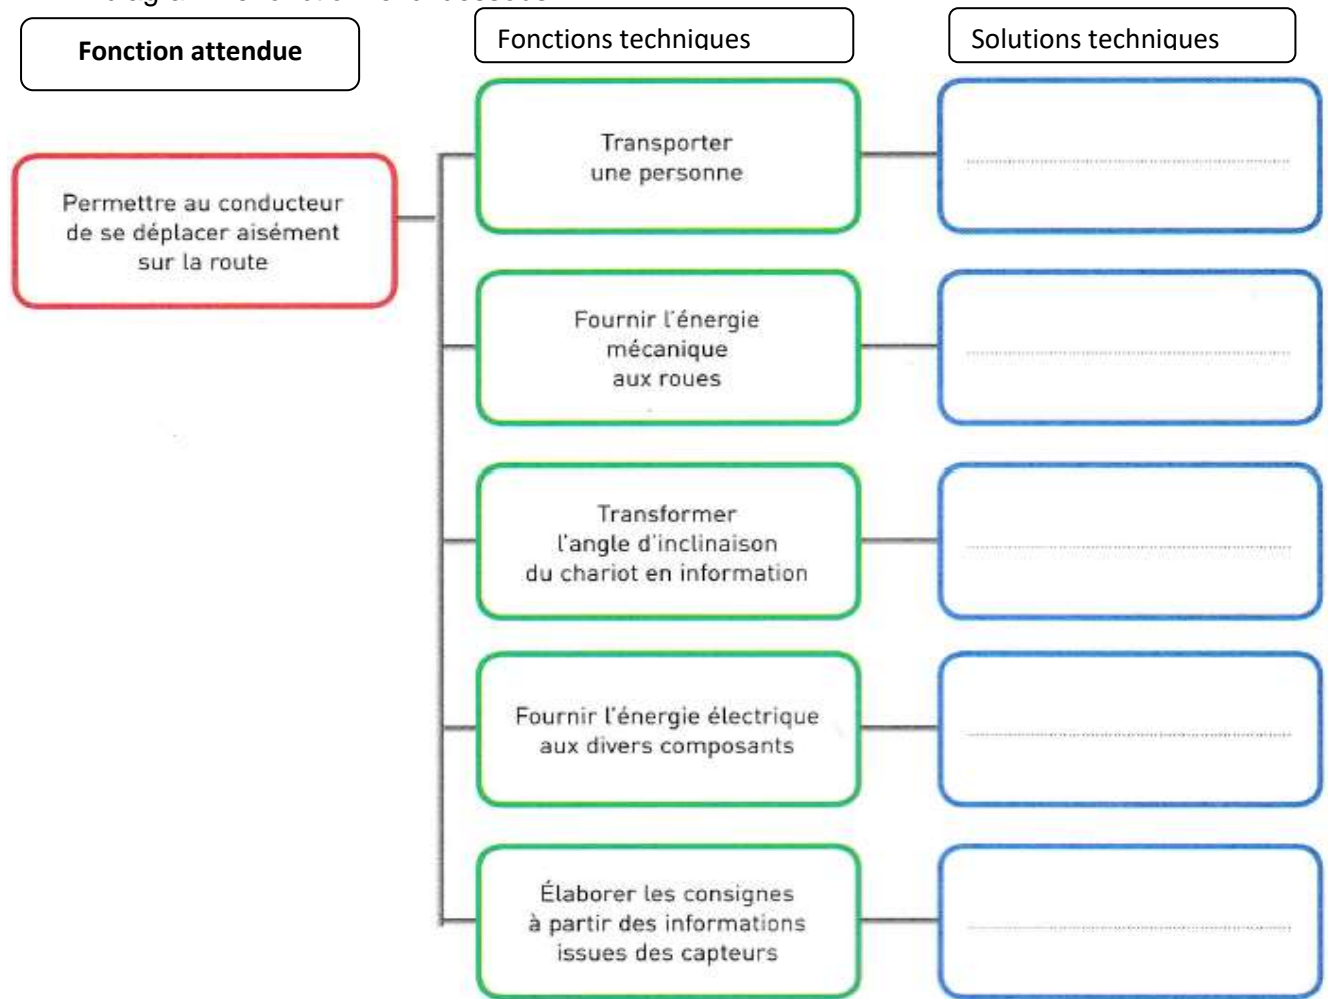 Fonction attendue
Fonctions techniques
Solutions techniques
Permettre au conducteur
de se déplacer aisément
sur la route
Transporter
une personne
Fournir l'énergie
mécanique
aux roues
Transformer
l'angle d'inclinaison
du chariot en information
Fournir l'énergie électrique
aux divers composants
Élaborer les consignes
à partir des informations
issues des capteurs